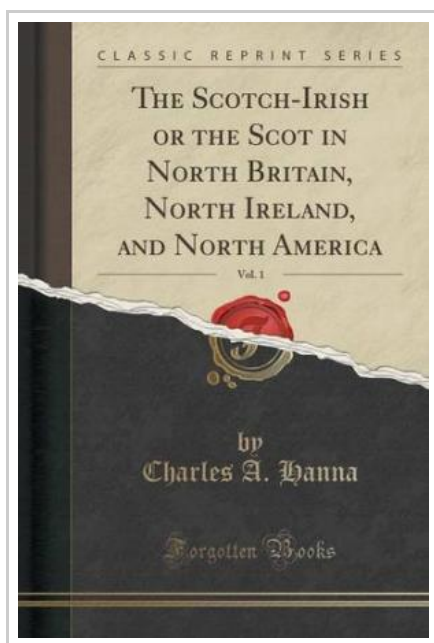 CLASSIC REPRINT SERIES
THE SCOTCH-IRISH
OR THE SCOT IN
NORTH BRITAIN,
NORTH IRELAND,
AND NORTH AMERICA
Vol. 1
by
Charles A. Hanna
Forgotten Books